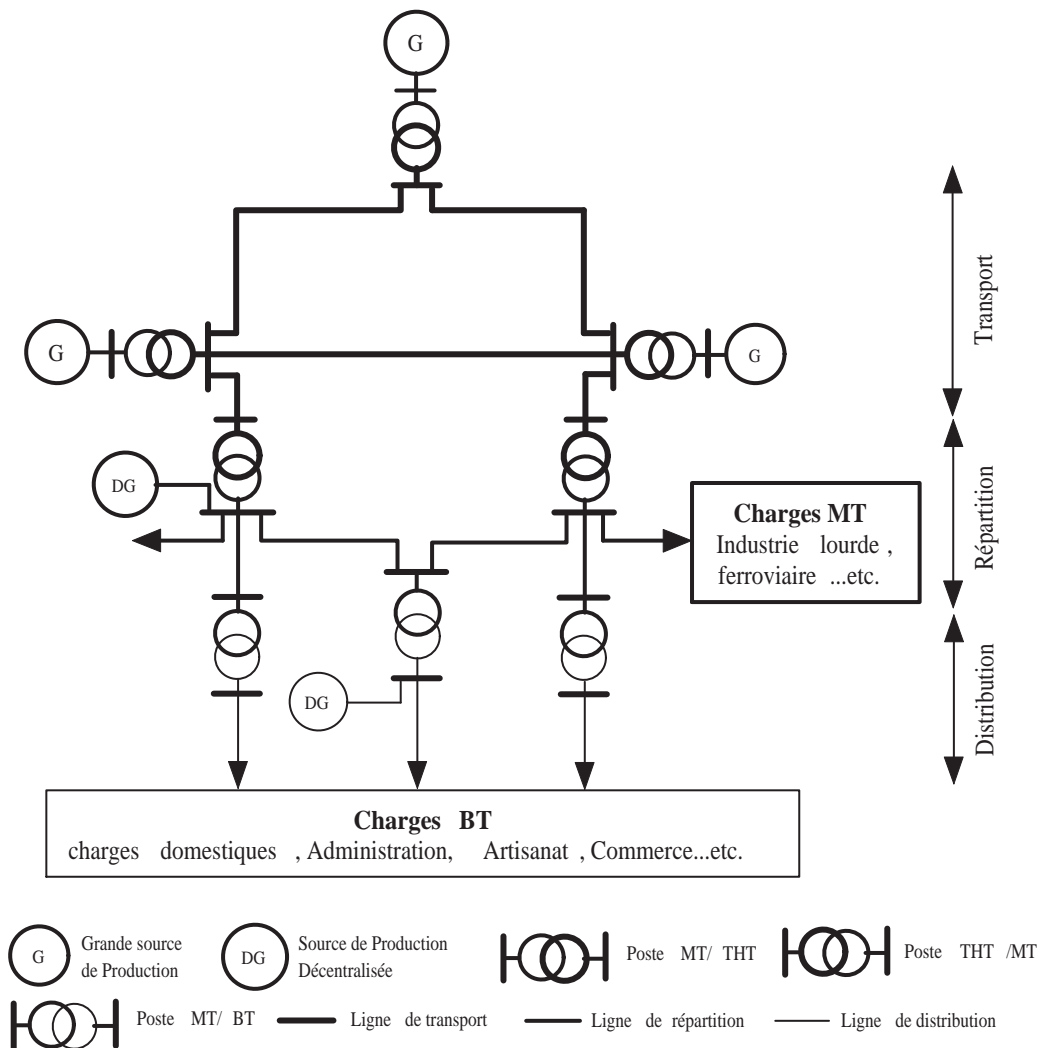 G
Transport
G
G
DG
Charges MT
Industrie lourde ,
ferroviaire ...etc.
Répartition
DG
Distribution
Charges BT
charges domestiques , Administration, Artisanat , Commerce...etc.
G
Grande source
de Production
DG
Source de Production
Décentralisée
Poste MT/ THT
Poste THT /MT
Poste MT/ BT
Ligne de transport
Ligne de répartition
Ligne de distribution